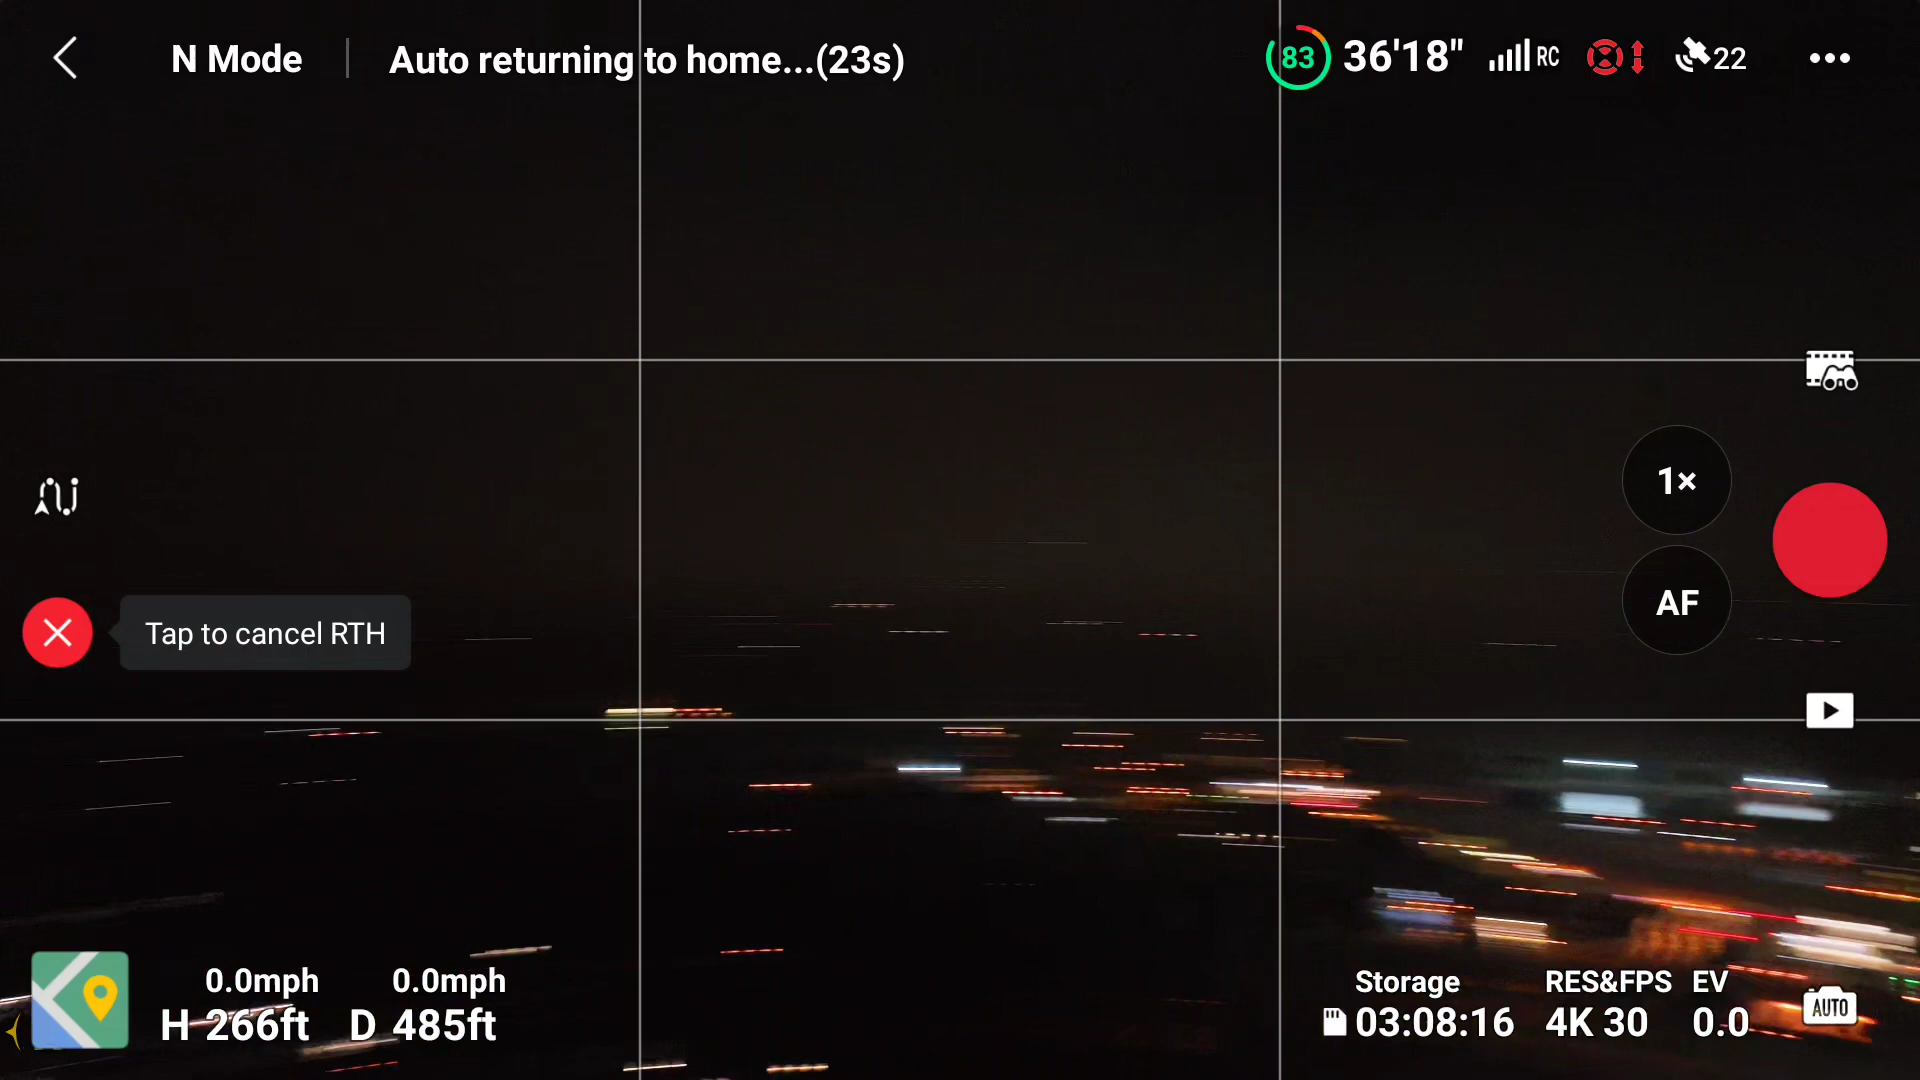 N Mode | Auto returning to home...(23s)
83 36'18" RC 22
1×
AF
Tap to cancel RTH
0.0mph 0.0mph
H 266ft D 485ft
Storage RES&FPS EV
03:08:16 4K 30 0.0
AUTO